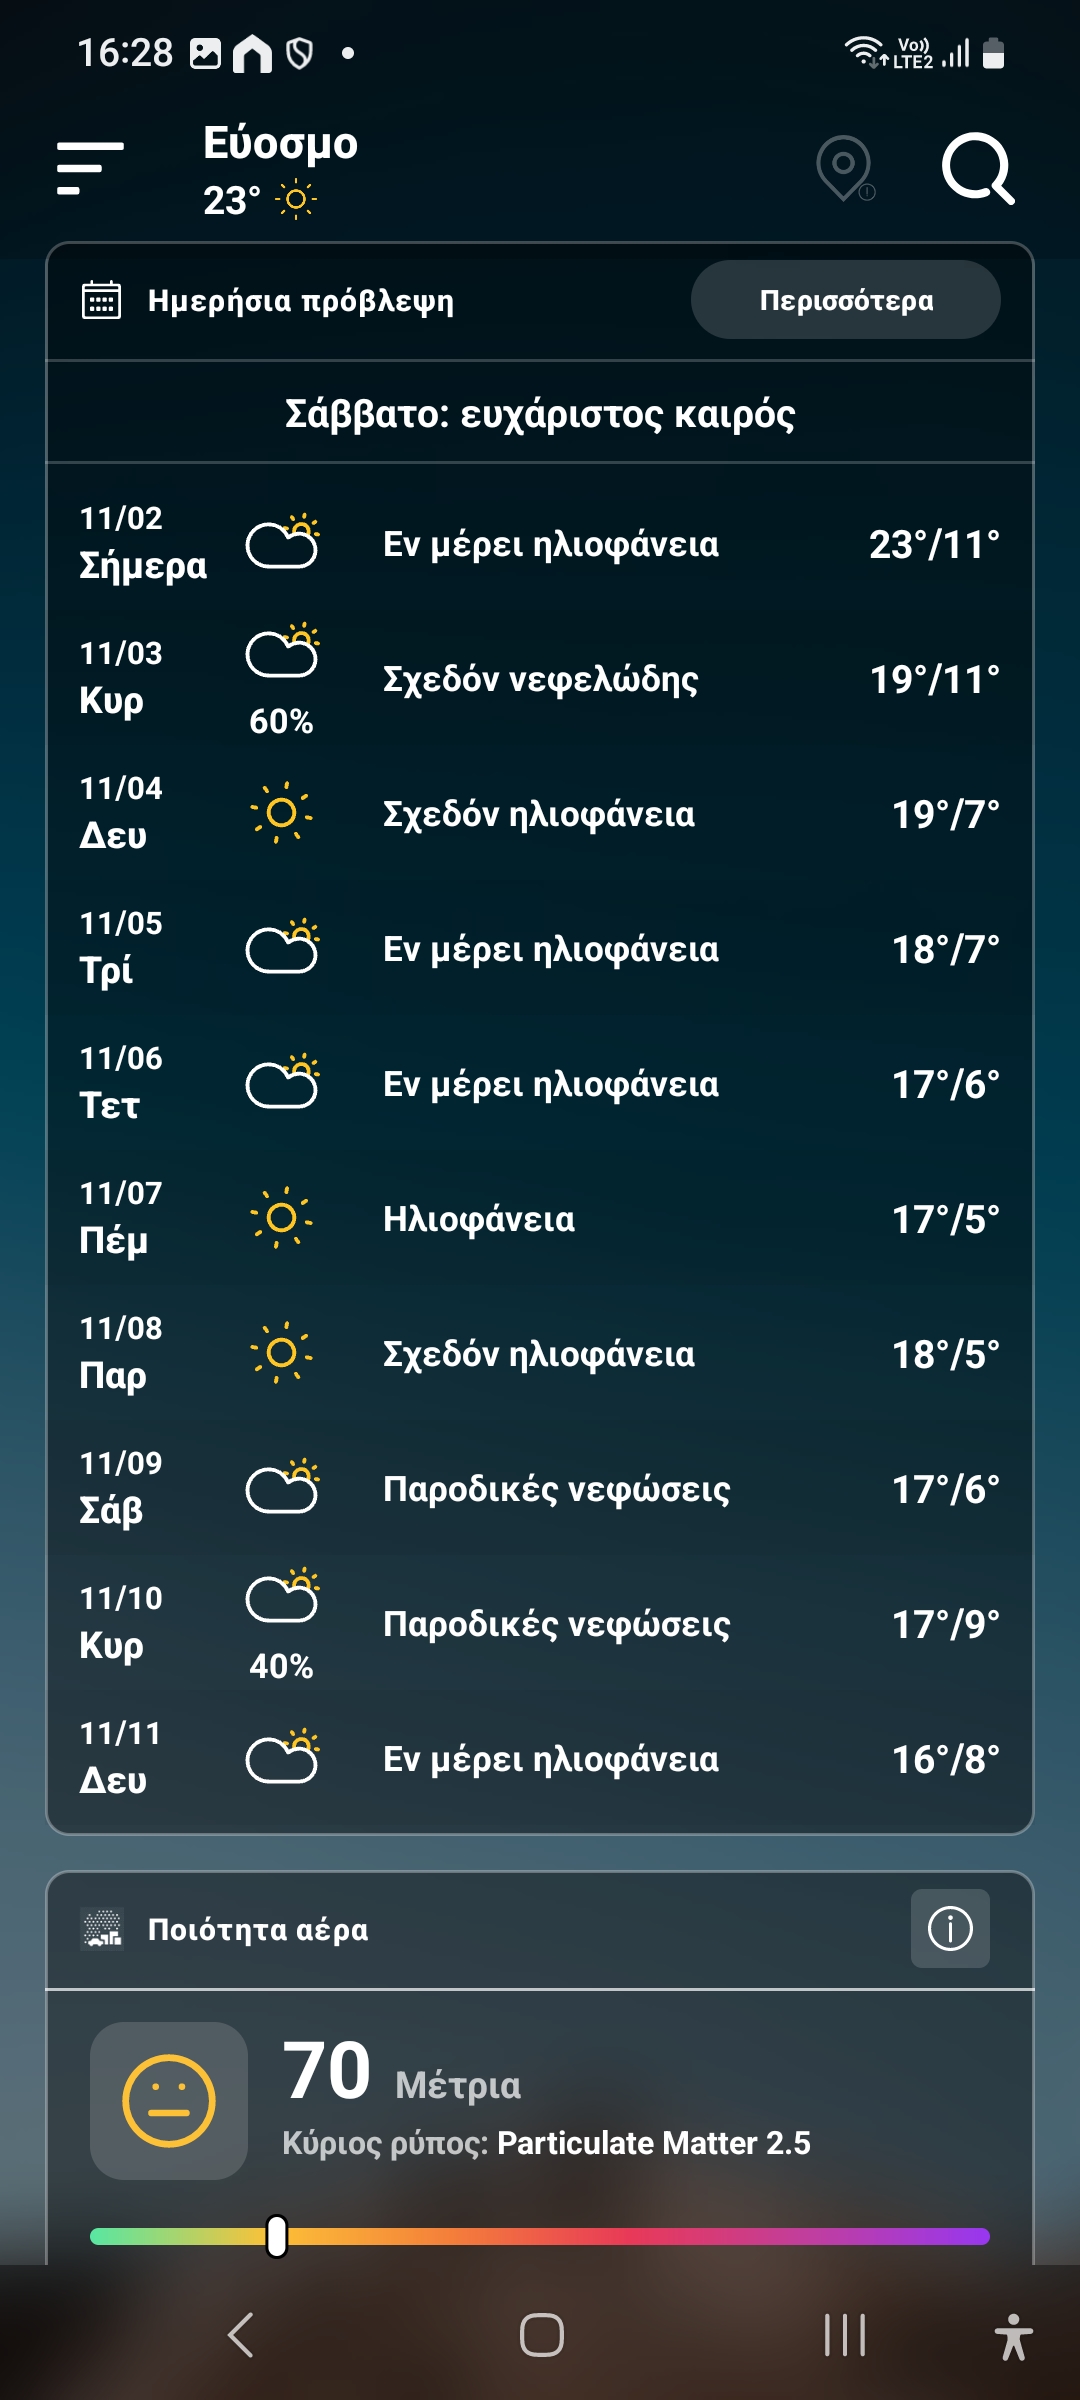 16:28
Vo)) LTE2
Εύοσμο
23°
Ημερήσια πρόβλεψη
Περισσότερα
Σάββατο: ευχάριστος καιρός
11/02
Σήμερα
Εν μέρει ηλιοφάνεια
23°/11°
11/03
Κυρ
60%
Σχεδόν νεφελώδης
19°/11°
11/04
Δευ
Σχεδόν ηλιοφάνεια
19°/7°
11/05
Τρί
Εν μέρει ηλιοφάνεια
18°/7°
11/06
Τετ
Εν μέρει ηλιοφάνεια
17°/6°
11/07
Πέμ
Ηλιοφάνεια
17°/5°
11/08
Παρ
Σχεδόν ηλιοφάνεια
18°/5°
11/09
Σάβ
Παροδικές νεφώσεις
17°/6°
11/10
Κυρ
40%
Παροδικές νεφώσεις
17°/9°
11/11
Δευ
Εν μέρει ηλιοφάνεια
16°/8°
Ποιότητα αέρα
70 Μέτρια
Κύριος ρύπος: Particulate Matter 2.5